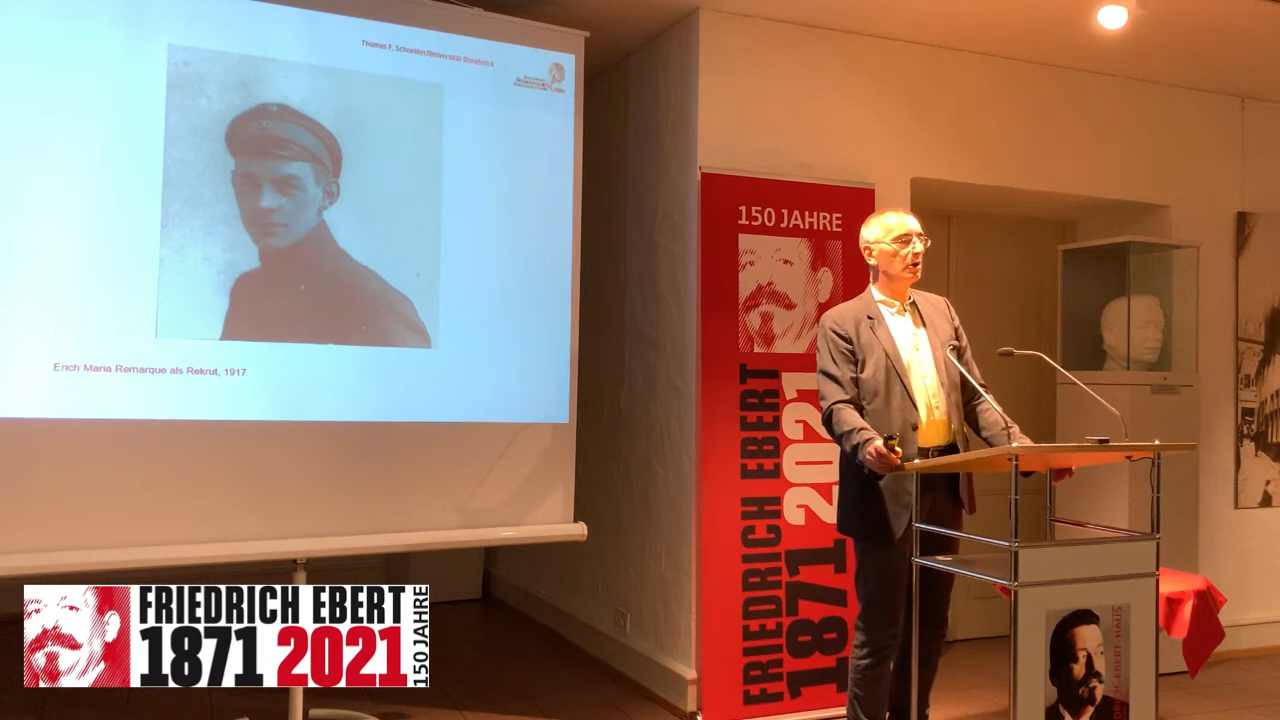 Thomas F. Schneider/Universität Osnabrück
Erich Maria Remarque als Rekrut, 1917.
150 JAHRE
FRIEDRICH EBERT
1871 2021
FRIEDRICH EBERT
1871 2021
150 JAHRE